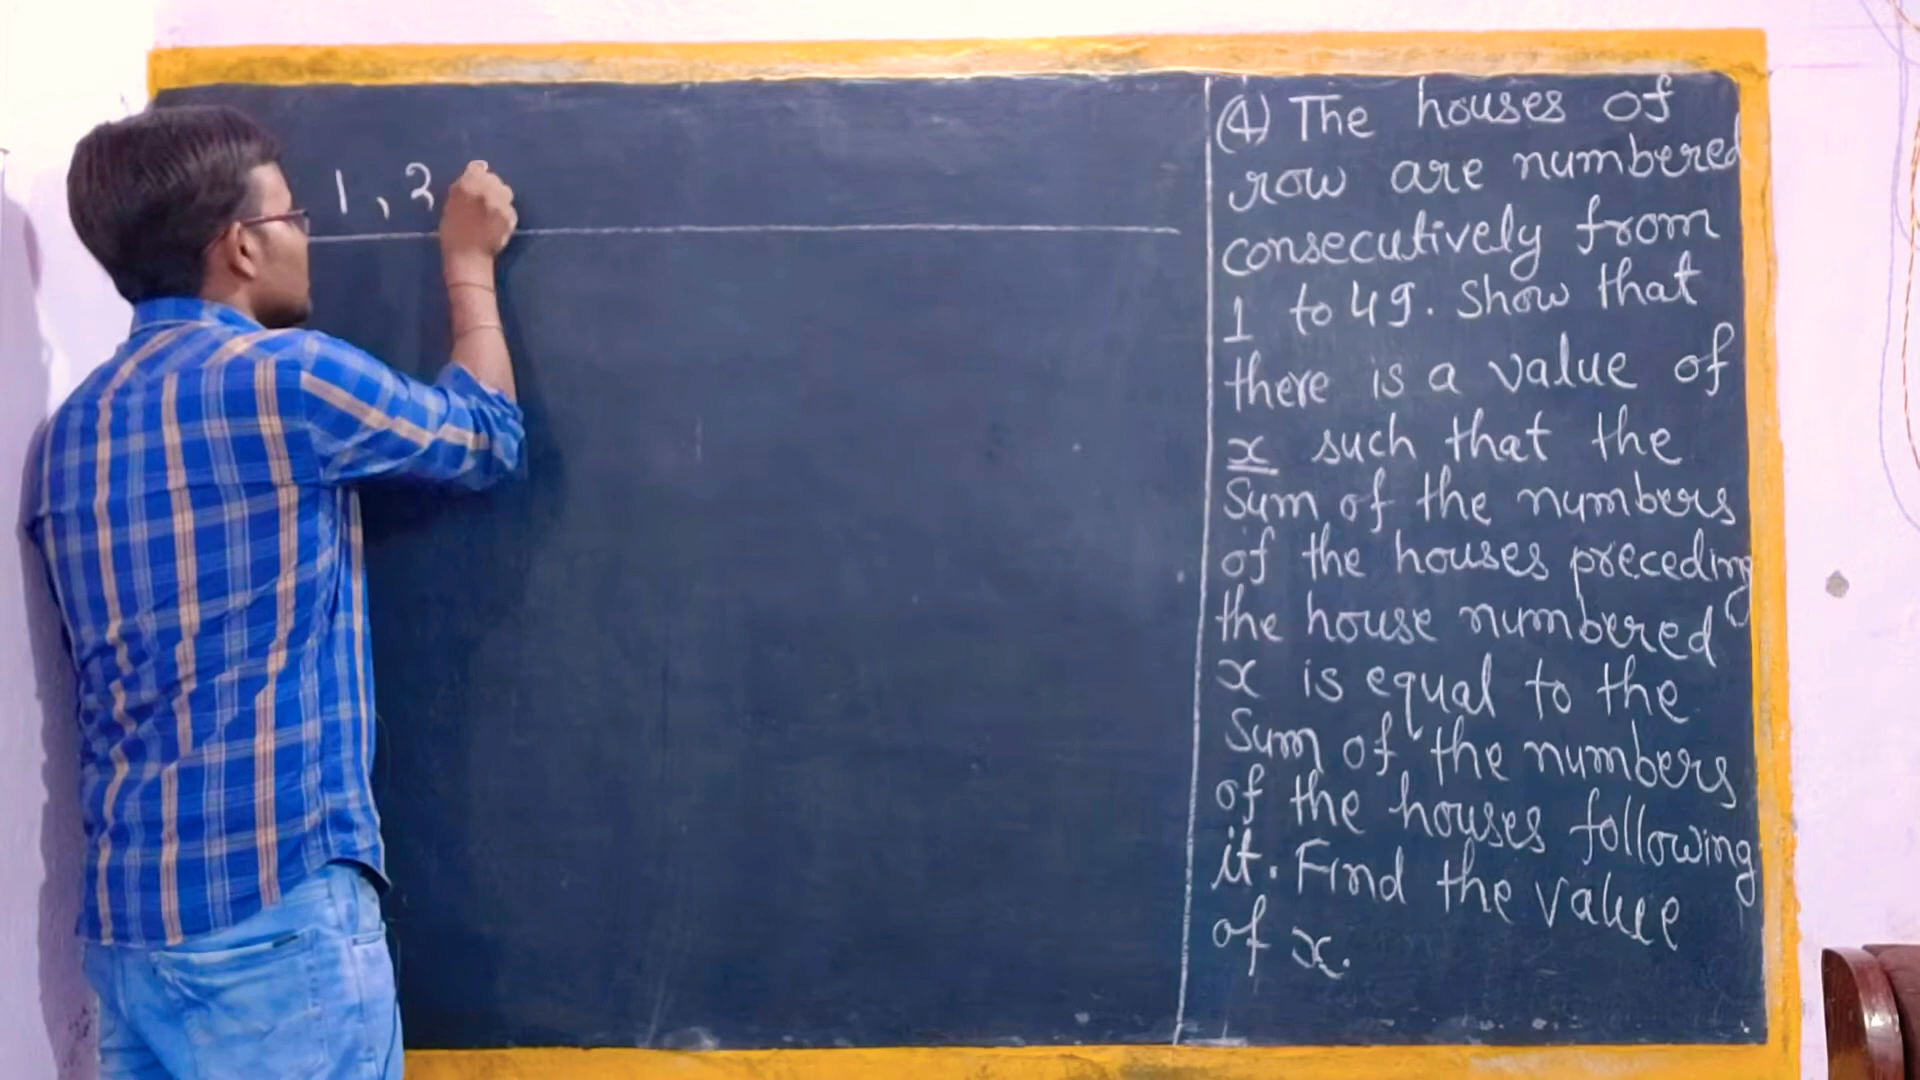 1, 2
(4) The houses of
row are numbered
consecutively from
1 to 49. Show that
there is a value of
x such that the
Sum of the numbers
of the houses preceding
the house numbered
x is equal to the
Sum of the numbers
of the houses following
it. Find the value
of x.